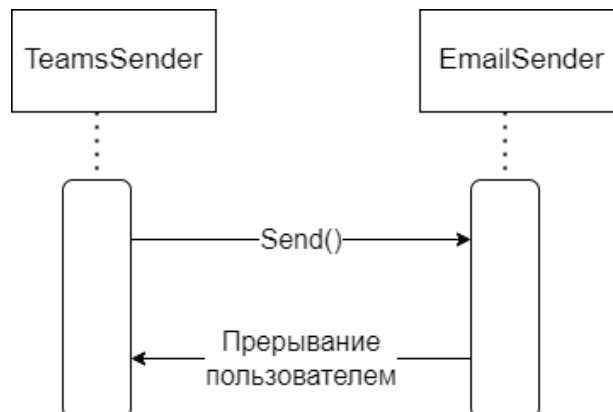 TeamsSender
EmailSender
Send()
Прерывание
пользователем